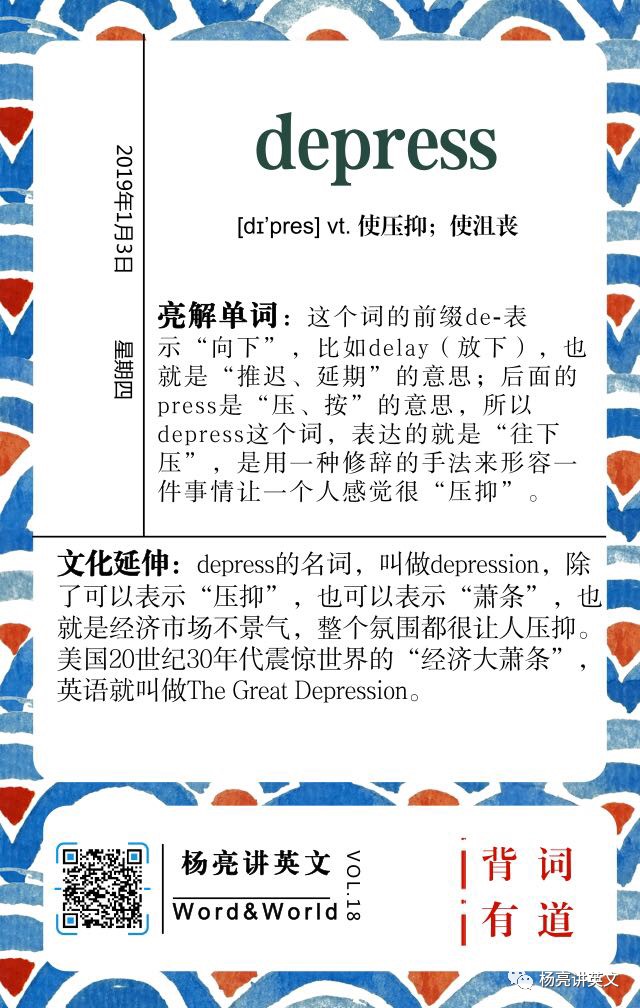 depress
[dɪ'pres] vt. 使压抑；使沮丧
2019年1月3日
星期四
亮解单词：这个词的前缀de-表
示“向下”，比如delay（放下），也
就是“推迟、延期”的意思；后面的
press是“压、按”的意思，所以
depress这个词，表达的就是“往下
压”，是用一种修辞的手法来形容一
件事情让一个人感觉很“压抑”。
文化延伸：depress的名词，叫做depression，除
了可以表示“压抑”，也可以表示“萧条”，也
就是经济市场不景气，整个氛围都很让人压抑。
美国20世纪30年代震惊世界的“经济大萧条”，
英语就叫做The Great Depression。
杨亮讲英文
Word&World
VOL.18
背词
有道
杨亮讲英文